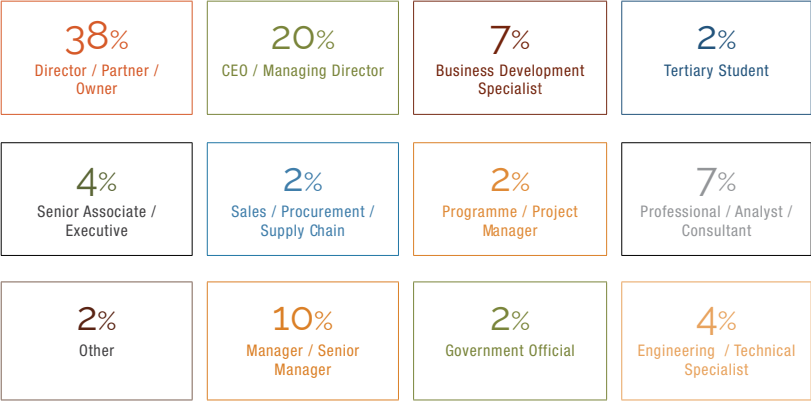 38%
Director / Partner /
Owner
20%
CEO / Managing Director
7%
Business Development
Specialist
2%
Tertiary Student
4%
Senior Associate /
Executive
2%
Sales / Procurement /
Supply Chain
2%
Programme / Project
Manager
7%
Professional / Analyst /
Consultant
2%
Other
10%
Manager / Senior
Manager
2%
Government Official
4%
Engineering / Technical
Specialist